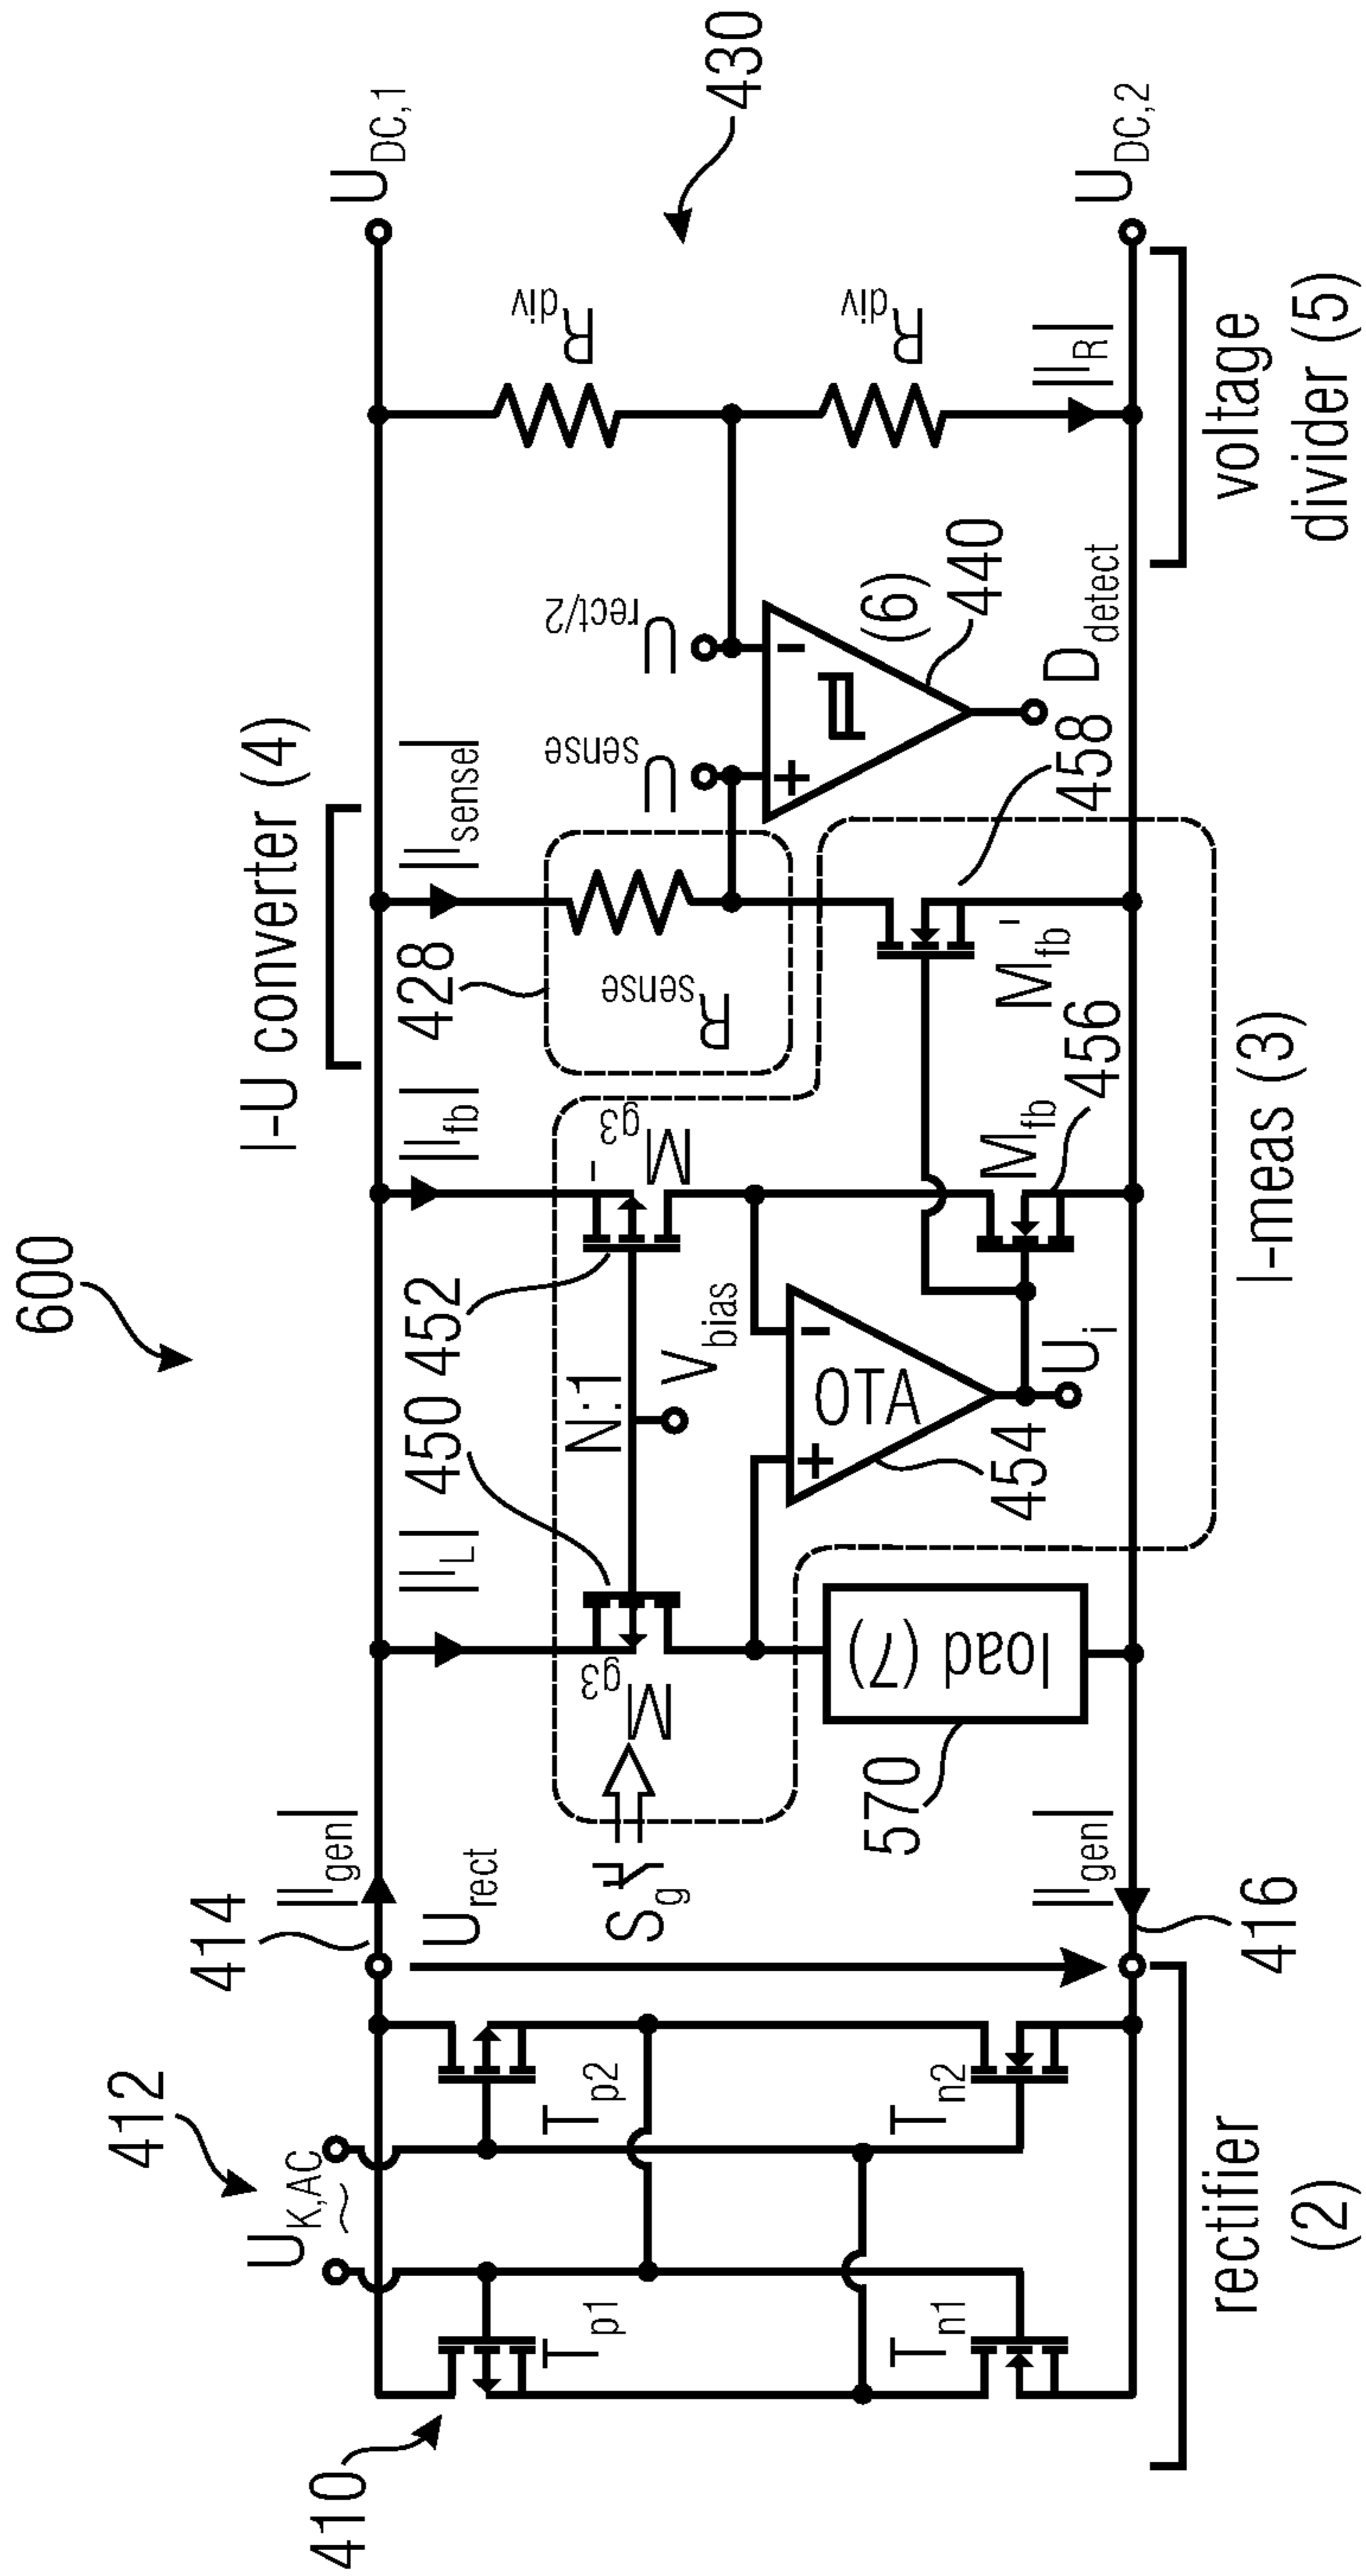 600
430
I-U converter (4)
412
414
410
U_K,AC
~
|I_gen|
|I_L|
|I_fb|
|I_sense|
U_DC,1
450
452
428
U_rect
S_g
M_g3
N:1
V_bias
M_g3'
R_sense
U_sense
U_rect/2
R_div
T_p1
T_p2
+
-
OTA
454
+
-
(6)
440
R_div
load (7)
570
U_i
M_fb
456
M_fb'
458
D_detect
|I_R|
T_n1
T_n2
|I_gen|
416
U_DC,2
rectifier
(2)
I-meas (3)
voltage
divider (5)